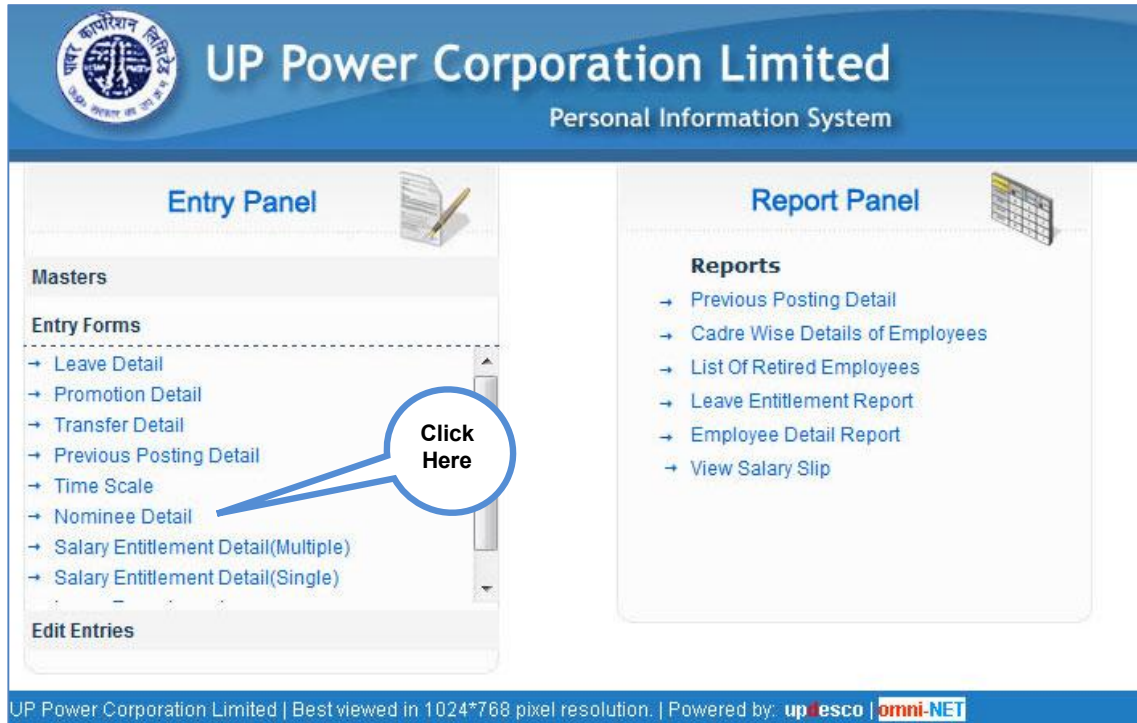 पावर कार्पोरेशन लिमिटेड
UP Power Corporation Limited
Personal Information System
Entry Panel
Masters
Entry Forms
→ Leave Detail
→ Promotion Detail
→ Transfer Detail
→ Previous Posting Detail
→ Time Scale
→ Nominee Detail
→ Salary Entitlement Detail(Multiple)
→ Salary Entitlement Detail(Single)
Edit Entries
Click
Here
Report Panel
Reports
→ Previous Posting Detail
→ Cadre Wise Details of Employees
→ List Of Retired Employees
→ Leave Entitlement Report
→ Employee Detail Report
→ View Salary Slip
UP Power Corporation Limited | Best viewed in 1024*768 pixel resolution. | Powered by: updesco | omni-NET